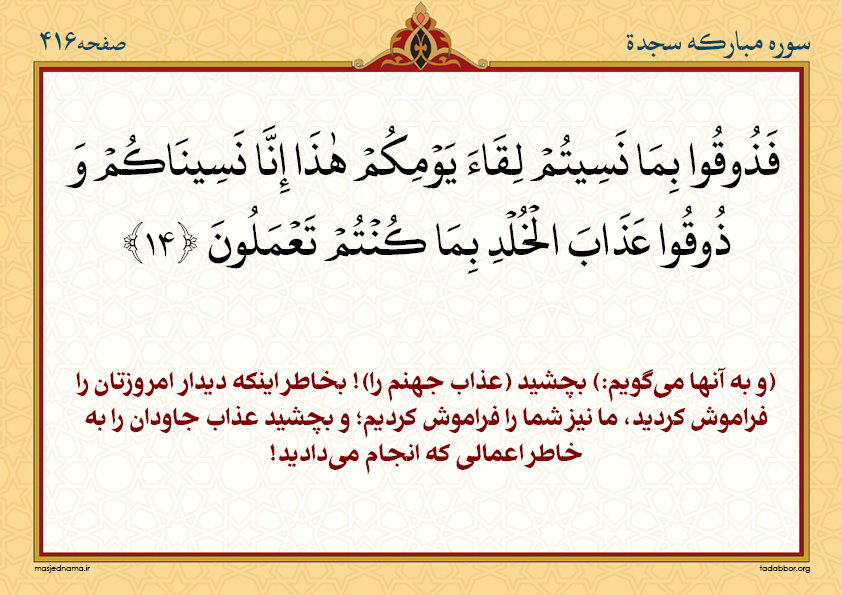 سوره مبارکه سجدة
صفحه۴۱۶
فَذُوقُوا بِمَا نَسِيتُمْ لِقَاءَ يَوْمِكُمْ هٰذَا إِنَّا نَسِينَاكُمْ وَ
ذُوقُوا عَذَابَ الْخُلْدِ بِمَا كُنْتُمْ تَعْمَلُونَ ﴿۱۴﴾
(و به آنها می‌گویم:) بچشید (عذاب جهنم را)! بخاطر اینکه دیدار امروزتان را
فراموش کردید، ما نیز شما را فراموش کردیم؛ و بچشید عذاب جاودان را به
خاطر اعمالی که انجام می‌دادید!
masjednama.ir
tadabbor.org